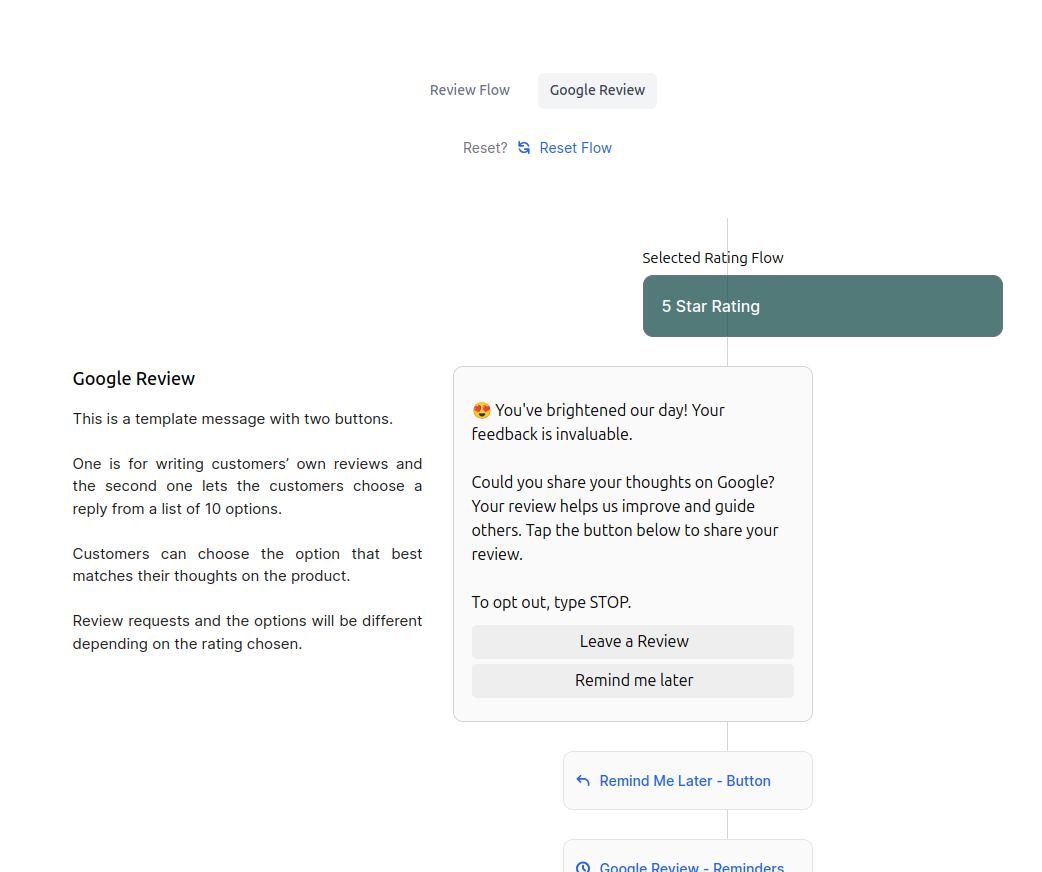 Review Flow
Google Review
Reset? Reset Flow
Selected Rating Flow
5 Star Rating
Google Review
This is a template message with two buttons.
One is for writing customers’ own reviews and
the second one lets the customers choose a
reply from a list of 10 options.
Customers can choose the option that best
matches their thoughts on the product.
Review requests and the options will be different
depending on the rating chosen.
😍 You've brightened our day! Your
feedback is invaluable.
Could you share your thoughts on Google?
Your review helps us improve and guide
others. Tap the button below to share your
review.
To opt out, type STOP.
Leave a Review
Remind me later
Remind Me Later - Button
Google Review - Reminders